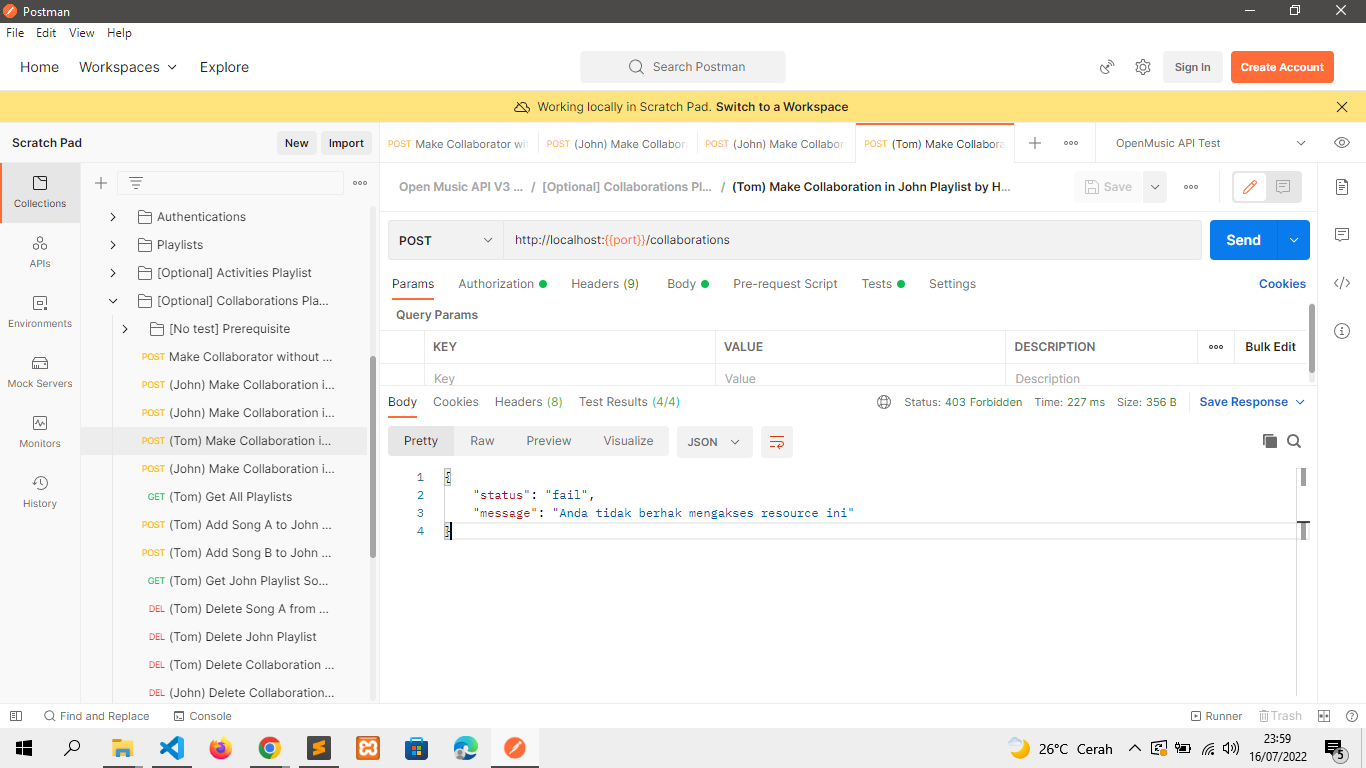 Postman
File Edit View Help
Home Workspaces Explore
Search Postman
Sign In
Create Account
Working locally in Scratch Pad. Switch to a Workspace
Scratch Pad
New
Import
POST Make Collaborator wi
POST (John) Make Collabor
POST (John) Make Collabor
POST (Tom) Make Collabora
OpenMusic API Test
Collections
APIs
Environments
Mock Servers
Monitors
History
Authentications
Playlists
[Optional] Activities Playlist
[Optional] Collaborations Pla...
[No test] Prerequisite
POST Make Collaborator without ...
POST (John) Make Collaboration i...
POST (John) Make Collaboration i...
POST (Tom) Make Collaboration i...
POST (John) Make Collaboration i...
GET (Tom) Get All Playlists
POST (Tom) Add Song A to John ...
POST (Tom) Add Song B to John ...
GET (Tom) Get John Playlist So...
DEL (Tom) Delete Song A from ...
DEL (Tom) Delete John Playlist
DEL (Tom) Delete Collaboration ...
DEL (John) Delete Collaboration...
Open Music API V3 ... / [Optional] Collaborations Pl... / (Tom) Make Collaboration in John Playlist by H...
Save
POST
http://localhost:{{port}}/collaborations
Send
Params Authorization Headers (9) Body Pre-request Script Tests Settings
Cookies
Query Params
KEY VALUE DESCRIPTION
Bulk Edit
Key Value Description
Body Cookies Headers (8) Test Results (4/4)
Status: 403 Forbidden Time: 227 ms Size: 356 B
Save Response
Pretty Raw Preview Visualize
JSON
1 {
2 "status": "fail",
3 "message": "Anda tidak berhak mengakses resource ini"
4 }
Find and Replace
Console
Runner
Trash
26°C Cerah
23:59
16/07/2022
5